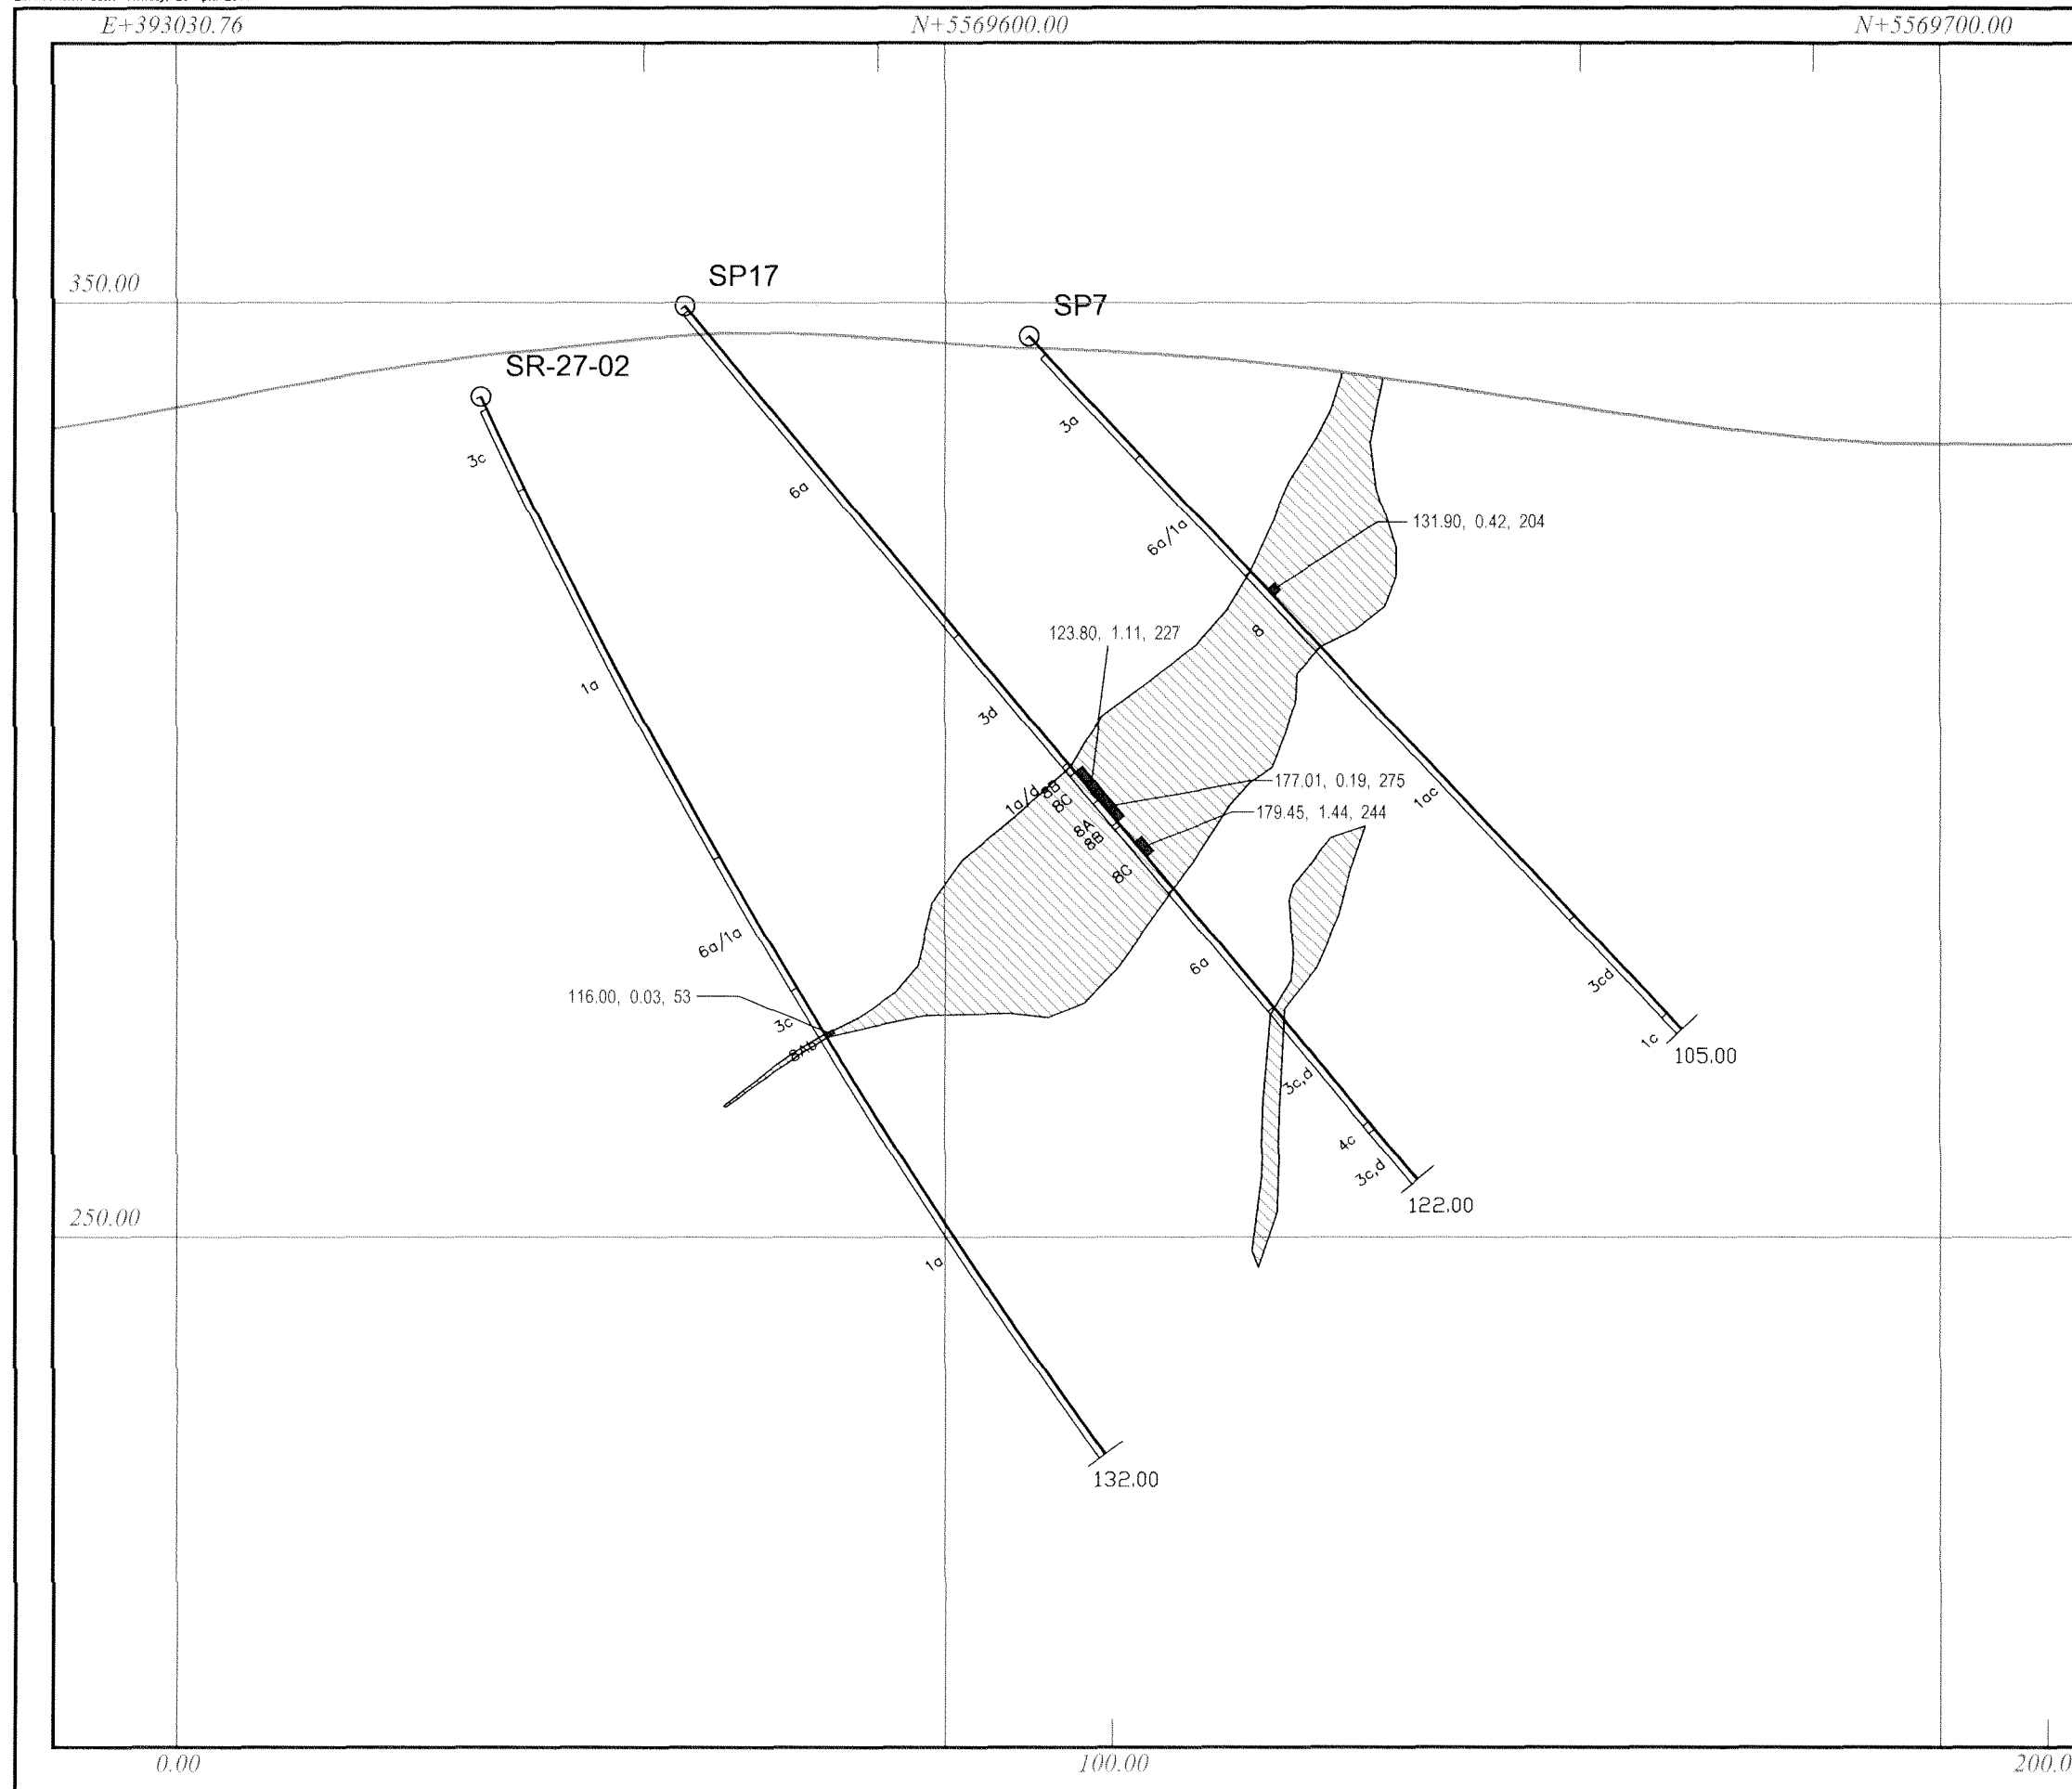 E+393030.76 N+5569600.00 N+5569700.00
350.00
SP17
SP7
SR-27-02
3a
3c
6a
131.90, 0.42, 204
6a/1a
123.80, 1.11, 227
8
1a
3d
177.01, 0.19, 275
1a/d
8B
8C
1ac
179.45, 1.44, 244
8A
8B
8C
6a/1a
6a
3cd
116.00, 0.03, 53
3c
8Ab
1c
105.00
3c,d
4c
3c,d
122.00
250.00
1a
132.00
0.00 100.00